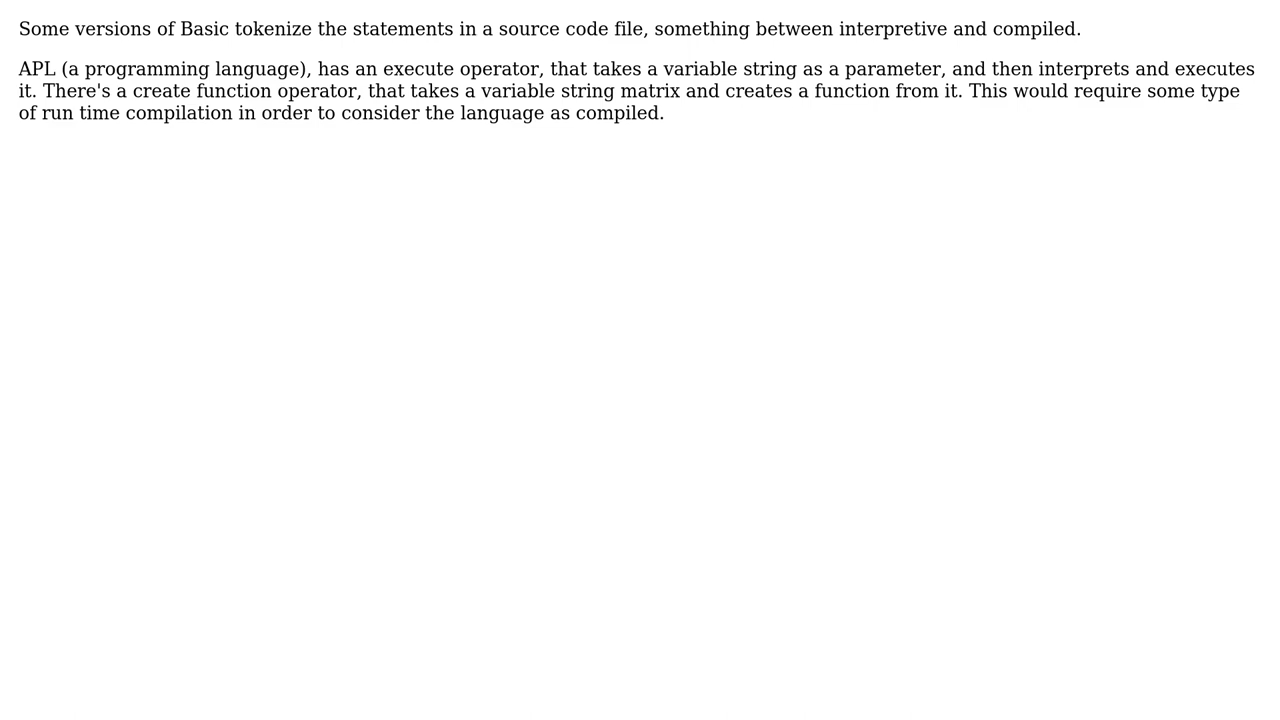 Some versions of Basic tokenize the statements in a source code file, something between interpretive and compiled.
APL (a programming language), has an execute operator, that takes a variable string as a parameter, and then interprets and executes
it. There's a create function operator, that takes a variable string matrix and creates a function from it. This would require some type
of run time compilation in order to consider the language as compiled.